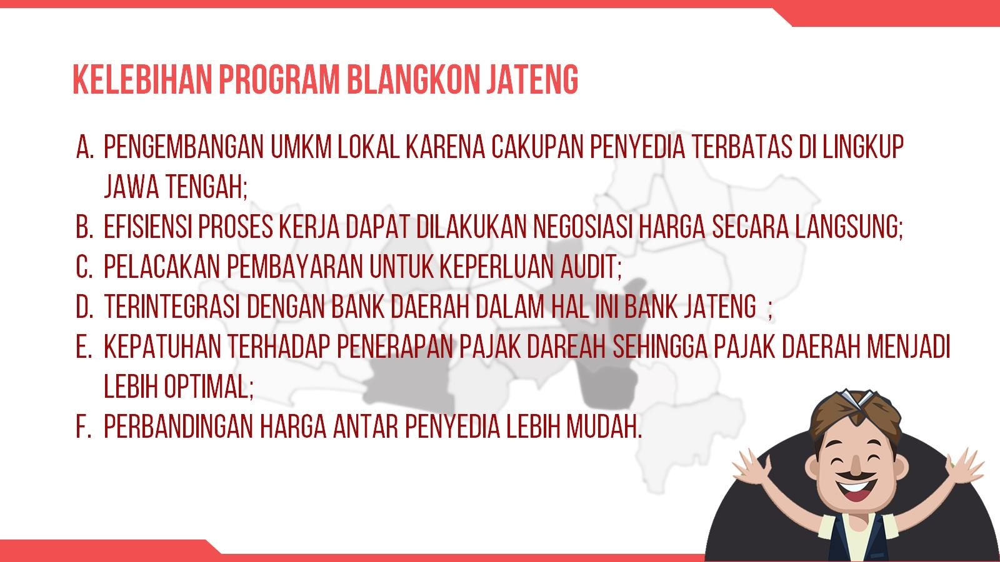 KELEBIHAN PROGRAM BLANGKON JATENG
A. PENGEMBANGAN UMKM LOKAL KARENA CAKUPAN PENYEDIA TERBATAS DI LINGKUP
JAWA TENGAH;
B. EFISIENSI PROSES KERJA DAPAT DILAKUKAN NEGOSIASI HARGA SECARA LANGSUNG;
C. PELACAKAN PEMBAYARAN UNTUK KEPERLUAN AUDIT;
D. TERINTEGRASI DENGAN BANK DAERAH DALAM HAL INI BANK JATENG ;
E. KEPATUHAN TERHADAP PENERAPAN PAJAK DAREAH SEHINGGA PAJAK DAERAH MENJADI
LEBIH OPTIMAL;
F. PERBANDINGAN HARGA ANTAR PENYEDIA LEBIH MUDAH.